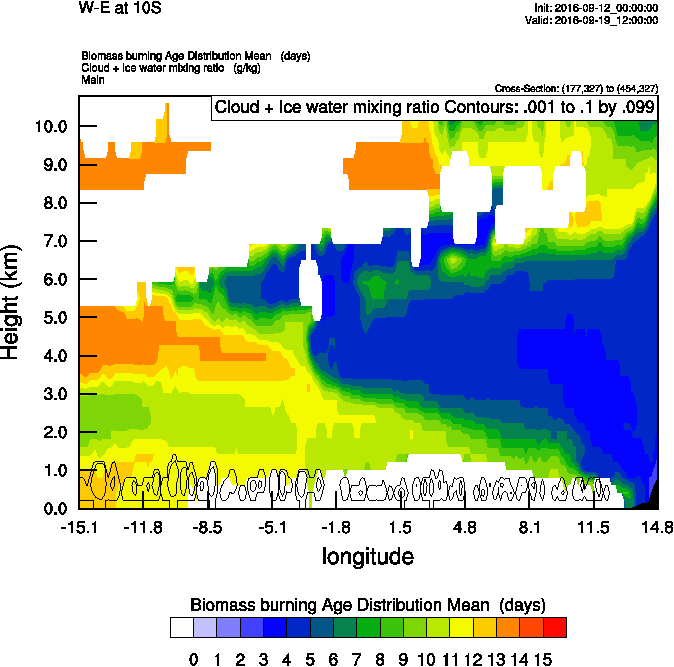 W-E at 10S
Init: 2016-09-12_00:00:00
Valid: 2016-09-19_12:00:00
Biomass burning Age Distribution Mean (days)
Cloud + Ice water mixing ratio (g/kg)
Main
Cross-Section: (177,327) to (454,327)
Cloud + Ice water mixing ratio Contours: .001 to .1 by .099
10.0
9.0
8.0
7.0
6.0
5.0
4.0
3.0
2.0
1.0
0.0
Height (km)
-15.1 -11.8 -8.5 -5.1 -1.8 1.5 4.8 8.1 11.5 14.8
longitude
Biomass burning Age Distribution Mean (days)
0 1 2 3 4 5 6 7 8 9 10 11 12 13 14 15